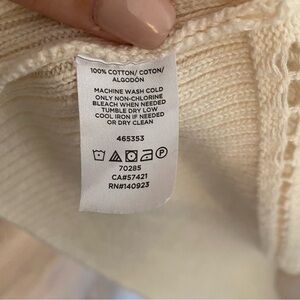 100% COTTON/ COTON/
ALGODÓN
MACHINE WASH COLD
ONLY NON-CHLORINE
BLEACH WHEN NEEDED
TUMBLE DRY LOW
COOL IRON IF NEEDED
OR DRY CLEAN
465353
P
70285
CA#57421
RN#140923